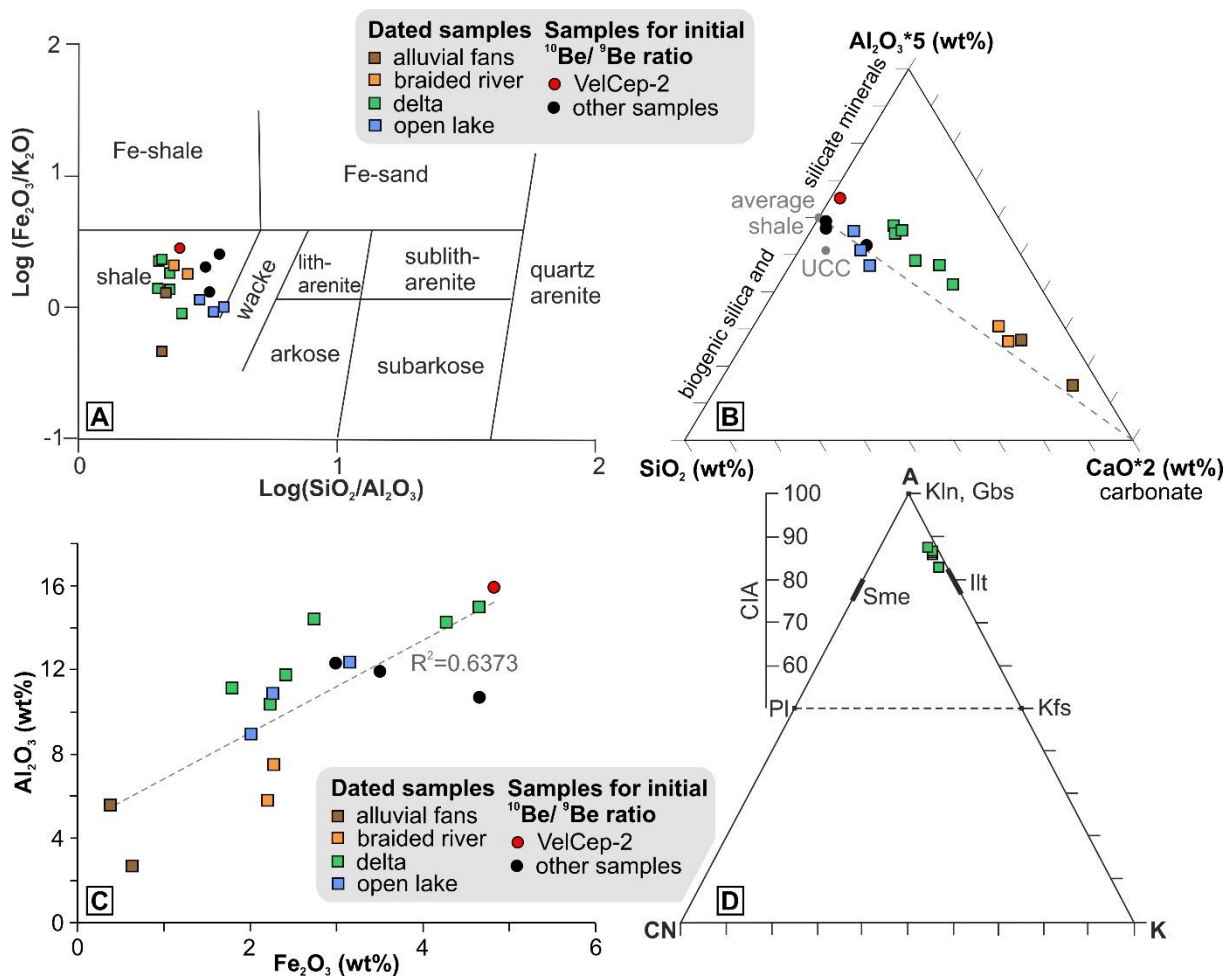 Dated samples
alluvial fans
braided river
delta
open lake
Samples for initial
¹⁰Be/ ⁹Be ratio
VelCep-2
other samples
2
1
0
-1
Log (Fe₂O₃/K₂O)
Fe-shale
Fe-sand
shale
wacke
lith-
arenite
sublith-
arenite
quartz
arenite
arkose
subarkose
A
0
1
2
Log(SiO₂/Al₂O₃)
Al₂O₃*5 (wt%)
biogenic silica and silicate minerals
average
shale
UCC
B
SiO₂ (wt%)
CaO*2 (wt%)
carbonate
16
12
8
4
0
Al₂O₃ (wt%)
R²=0.6373
Dated samples
alluvial fans
braided river
delta
open lake
Samples for initial
¹⁰Be/ ⁹Be ratio
VelCep-2
other samples
C
0
2
4
6
Fe₂O₃ (wt%)
A
100
90
80
70
60
CIA
Kln, Gbs
Sme
Ilt
Pl
Kfs
D
CN
K